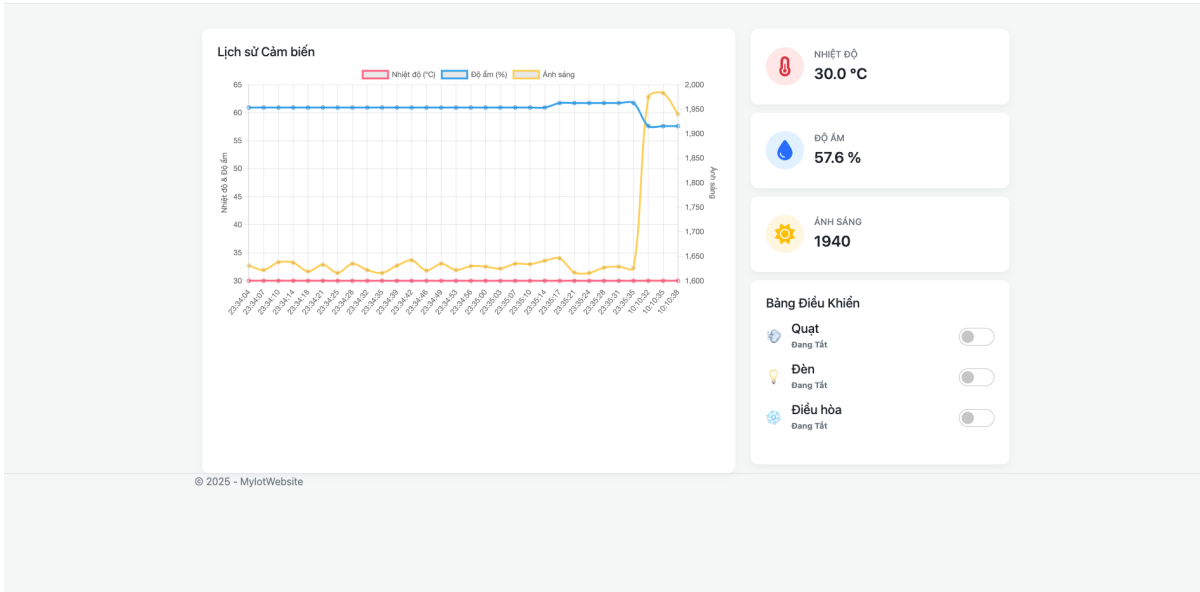 Lịch sử Cảm biến
Nhiệt độ (°C) Độ ẩm (%) Ánh sáng
65
60
55
50
45
40
35
30
Nhiệt độ & Độ ẩm
2,000
1,950
1,900
1,850
1,800
1,750
1,700
1,650
1,600
Ánh sáng
23:34:04 23:34:07 23:34:10 23:34:14 23:34:18 23:34:21 23:34:25 23:34:28 23:34:32 23:34:35 23:34:39 23:34:42 23:34:46 23:34:49 23:34:53 23:34:56 23:35:00 23:35:03 23:35:07 23:35:10 23:35:14 23:35:17 23:35:21 23:35:24 23:35:28 23:35:31 23:35:35 10:10:32 10:10:35 10:10:38
NHIỆT ĐỘ
30.0 °C
ĐỘ ẨM
57.6 %
ÁNH SÁNG
1940
Bảng Điều Khiển
Quạt
Đang Tắt
Đèn
Đang Tắt
Điều hòa
Đang Tắt
© 2025 - MyIotWebsite